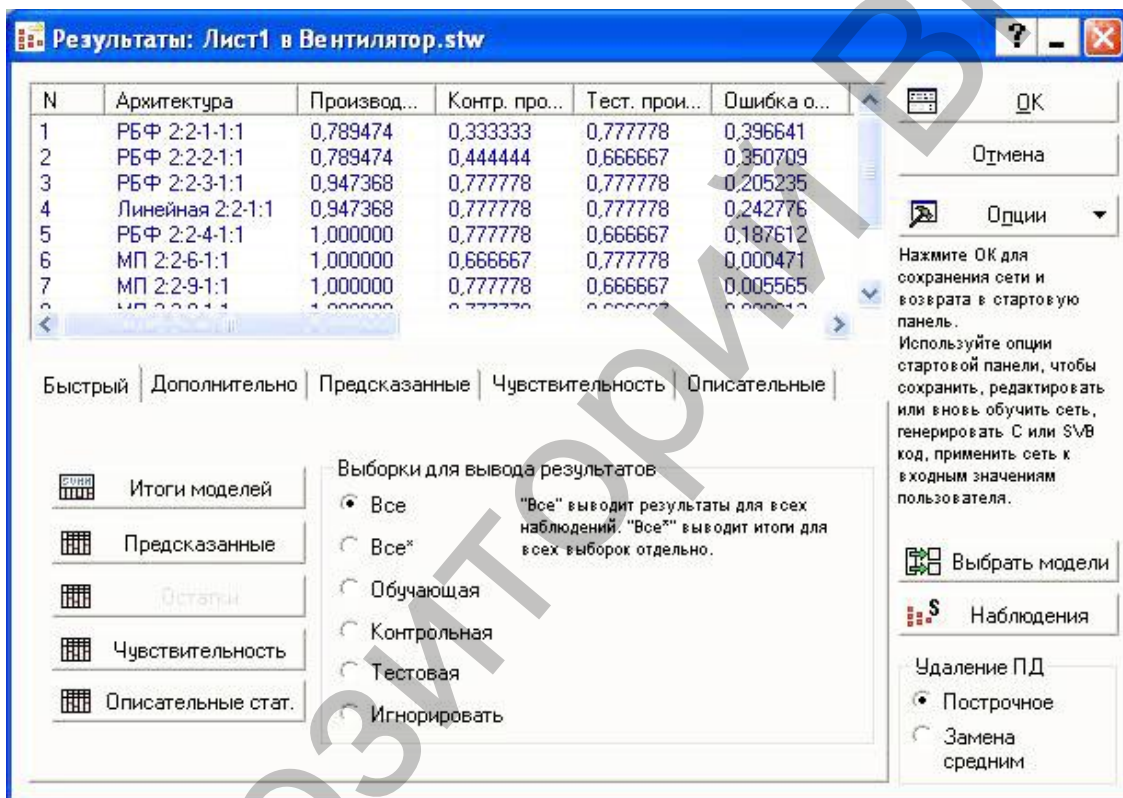 Результаты: Лист1 в Вентилятор.stw
N Архитектура Производ... Контр. про... Тест. прои... Ошибка о...
1 РБФ 2:2-1-1:1 0,789474 0,333333 0,777778 0,396641
2 РБФ 2:2-2-1:1 0,789474 0,444444 0,666667 0,350709
3 РБФ 2:2-3-1:1 0,947368 0,777778 0,777778 0,205235
4 Линейная 2:2-1:1 0,947368 0,777778 0,777778 0,242776
5 РБФ 2:2-4-1:1 1,000000 0,777778 0,666667 0,187612
6 МП 2:2-6-1:1 1,000000 0,666667 0,777778 0,000471
7 МП 2:2-9-1:1 1,000000 0,777778 0,666667 0,005565
OK
Отмена
Опции
Нажмите ОК для
сохранения сети и
возврата в стартовую
панель.
Используйте опции
стартовой панели, чтобы
сохранить, редактировать
или вновь обучить сеть,
генерировать C или SVB
код, применить сеть к
входным значениям
пользователя.
Быстрый Дополнительно Предсказанные Чувствительность Описательные
Итоги моделей
Предсказанные
Остатки
Чувствительность
Описательные стат.
Выборки для вывода результатов
Все
Все*
Обучающая
Контрольная
Тестовая
Игнорировать
"Все" выводит результаты для всех
наблюдений. "Все*" выводит итоги для
всех выборок отдельно.
Выбрать модели
Наблюдения
Удаление ПД
Построчное
Замена
средним